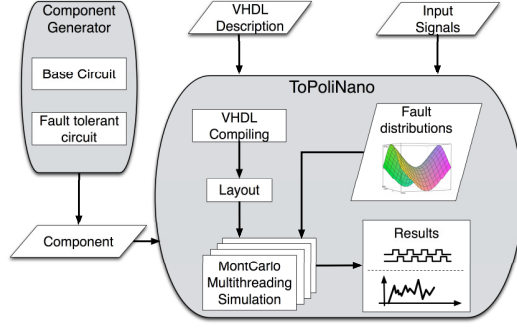 Component
Generator
Base Circuit
Fault tolerant
circuit
Component
VHDL
Description
Input
Signals
ToPoliNano
VHDL
Compiling
Layout
MontCarlo
Multithreading
Simulation
Fault
distributions
Results